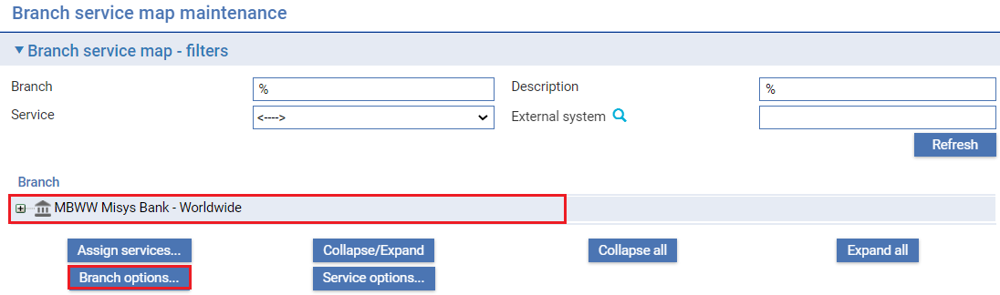 Branch service map maintenance
Branch service map - filters
Branch % Description %
Service <----> External system
Refresh
Branch
MBWW Misys Bank - Worldwide
Assign services... Collapse/Expand Collapse all Expand all
Branch options... Service options...